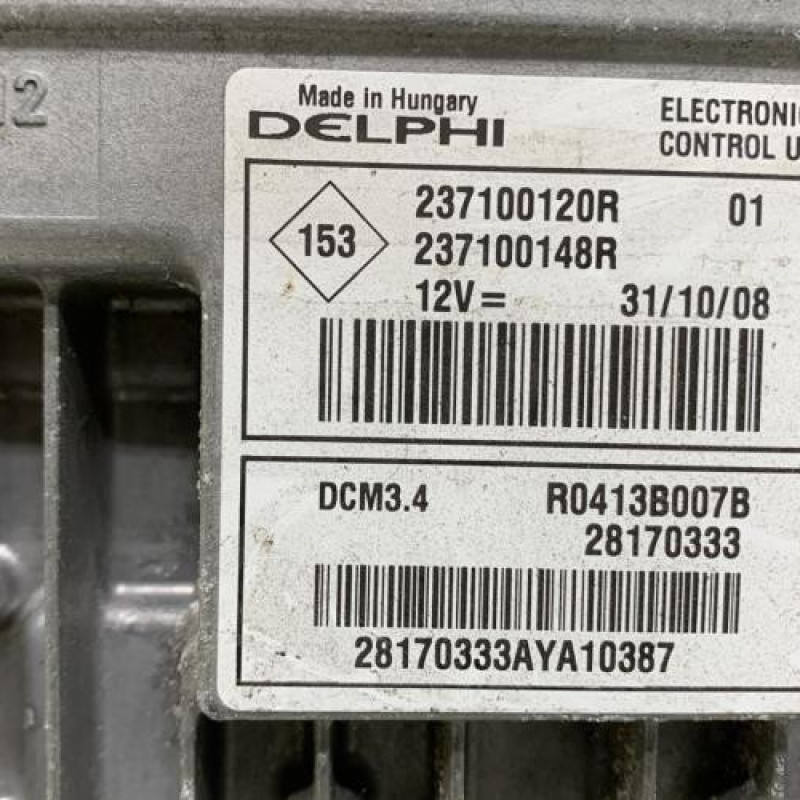 12
Made in Hungary
DELPHI
ELECTRONIC
CONTROL U
153
237100120R 01
237100148R
12V = 31/10/08
DCM3.4 R0413B007B
28170333
28170333AYA10387